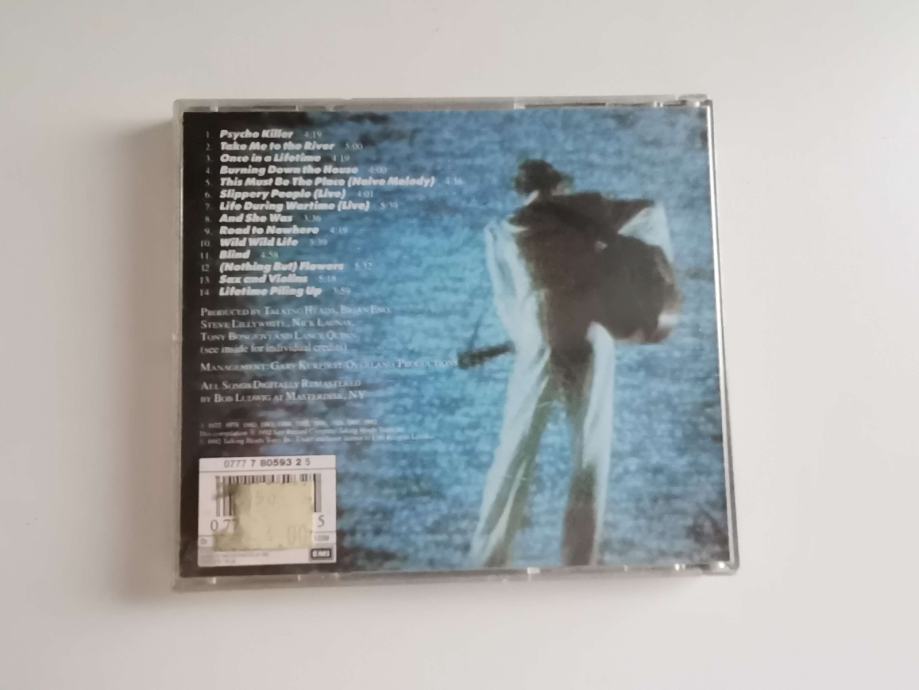 1. Psycho Killer 4:19
2. Take Me to the River 5:00
3. Once in a Lifetime 4:19
4. Burning Down the House 4:00
5. This Must Be The Place (Naive Melody) 4:56
6. Slippery People (Live) 4:01
7. Life During Wartime (Live)
8. And She Was 3:36
9. Road to Nowhere 4:19
10. Wild Wild Life 3:39
11. Blind 4:58
12. (Nothing But) Flowers 5:32
13. Sax and Violins 5:18
14. Lifetime Piling Up 3:50
Produced by Talking Heads, Brian Eno,
Steve Lillywhite, Nick Launay,
Tony Bongiovi and Lance Quinn
(see inside for individual credits)
Management: Gary Kurfirst/Overland Productions
All Songs Digitally Remastered
by Bob Ludwig at Masterdisk, NY
0777 7 80593 2 5
0 77 5
EMI